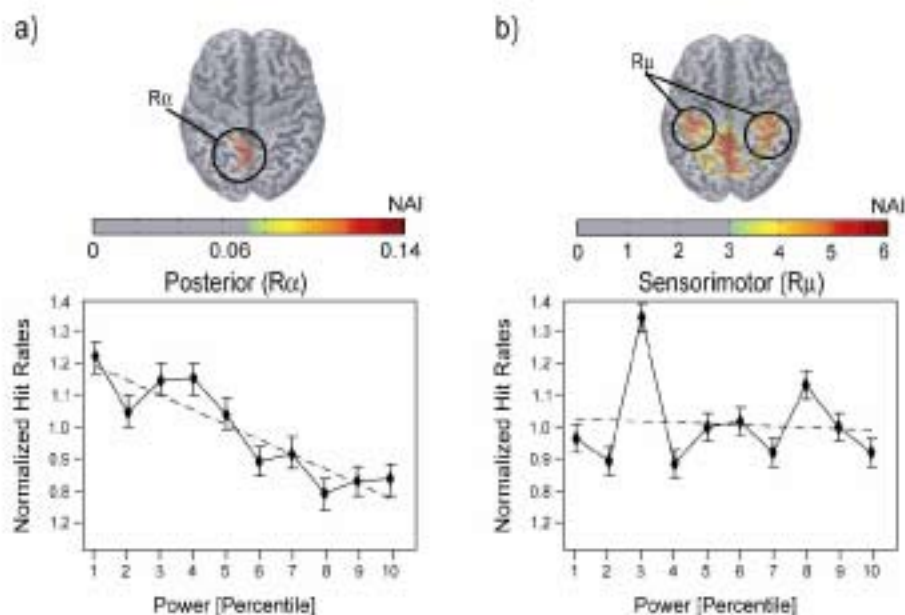 a)
Rα
NAI
0 0.06 0.14
Posterior (Rα)
Normalized Hit Rates
1.4
1.3
1.2
1.1
1.0
0.9
0.8
1.2
1 2 3 4 5 6 7 8 9 10
Power [Percentile]
b)
Rμ
NAI
0 1 2 3 4 5 6
Sensorimotor (Rμ)
Normalized Hit Rates
1.4
1.3
1.2
1.1
1.0
0.9
0.8
1.2
1 2 3 4 5 6 7 8 9 10
Power [Percentile]